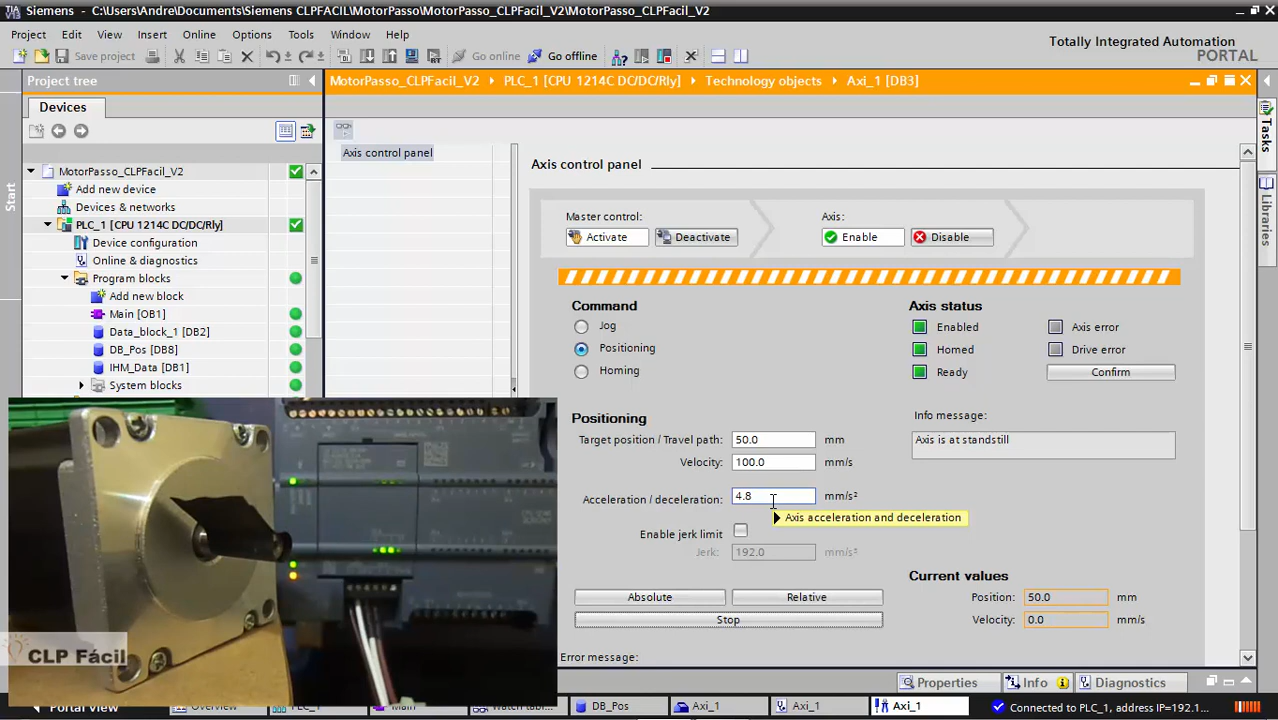 Siemens - C:\Users\Andre\Documents\Siemens CLPFACIL\MotorPasso\MotorPasso_CLPFacil_V2\MotorPasso_CLPFacil_V2
Project Edit View Insert Online Options Tools Window Help
Totally Integrated Automation
PORTAL
Save project Go online Go offline
Project tree
MotorPasso_CLPFacil_V2 PLC_1 [CPU 1214C DC/DC/Rly] Technology objects Axi_1 [DB3]
Devices
Start
Tasks
Libraries
MotorPasso_CLPFacil_V2
Add new device
Devices & networks
PLC_1 [CPU 1214C DC/DC/Rly]
Device configuration
Online & diagnostics
Program blocks
Add new block
Main [OB1]
Data_block_1 [DB2]
DB_Pos [DB8]
IHM_Data [DB1]
System blocks
Axis control panel
Axis control panel
Master control: Axis:
Activate Deactivate Enable Disable
Command
Jog
Positioning
Homing
Axis status
Enabled Axis error
Homed Drive error
Ready Confirm
Positioning
Target position / Travel path: 50.0 mm
Velocity: 100.0 mm/s
Acceleration / deceleration: 4.8 mm/s²
Axis acceleration and deceleration
Enable jerk limit
Jerk: 192.0 mm/s³
Info message:
Axis is at standstill
Absolute Relative
Stop
Current values
Position: 50.0 mm
Velocity: 0.0 mm/s
Error message:
CLP Fácil
Properties Info Diagnostics
Portal view Overview PLC_1 Main Watch table... DB_Pos Axi_1 Axi_1 Axi_1 Connected to PLC_1, address IP=192.1...